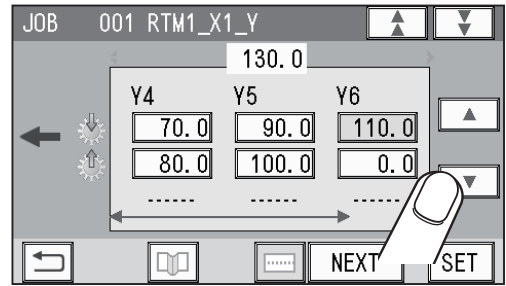 JOB 001 RTM1_X1_Y
130.0
Y4 Y5 Y6
70.0 90.0 110.0
80.0 100.0 0.0
------ ------ ------
NEXT SET